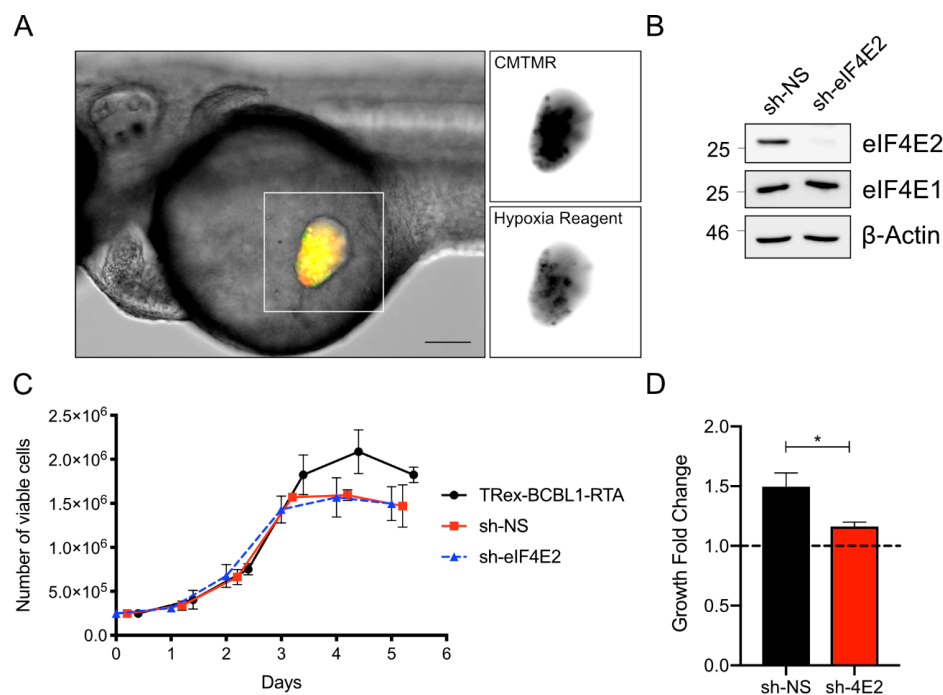 A
CMTMR
Hypoxia Reagent
B
sh-NS
sh-eIF4E2
25
eIF4E2
25
eIF4E1
46
β-Actin
C
Number of viable cells
2.5×10⁶
2.0×10⁶
1.5×10⁶
1.0×10⁶
5.0×10⁵
0.0
0 1 2 3 4 5 6
Days
TRex-BCBL1-RTA
sh-NS
sh-eIF4E2
D
Growth Fold Change
2.0
1.5
1.0
0.5
0.0
*
sh-NS sh-4E2